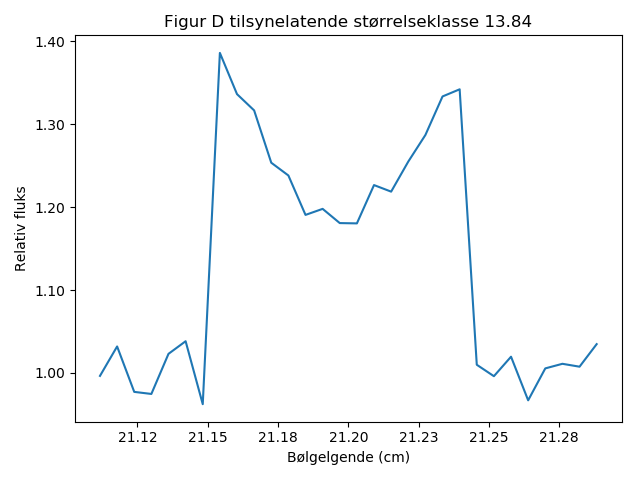 Figur D tilsynelatende størrelseklasse 13.84
1.40
1.30
1.20
1.10
1.00
Relativ fluks
21.12 21.15 21.18 21.20 21.23 21.25 21.28
Bølgelgende (cm)